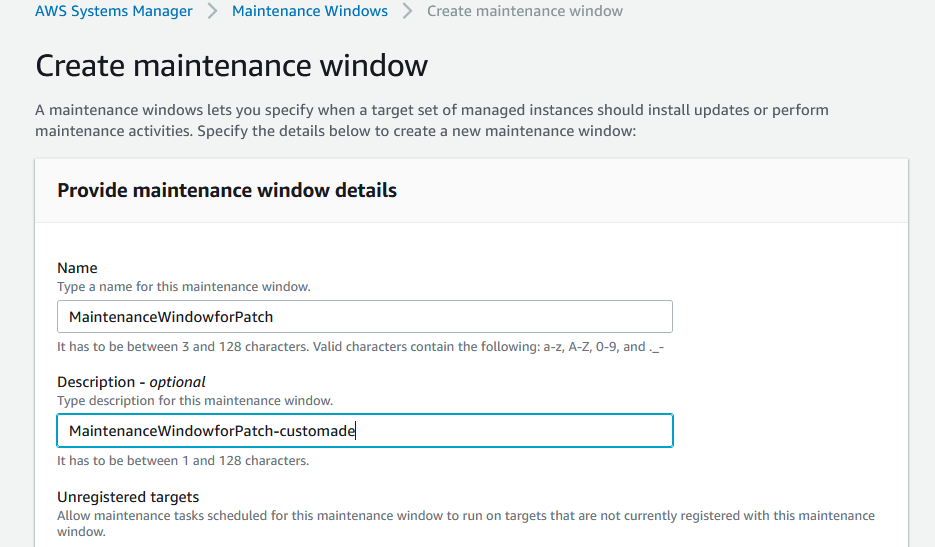 AWS Systems Manager > Maintenance Windows > Create maintenance window
Create maintenance window
A maintenance windows lets you specify when a target set of managed instances should install updates or perform
maintenance activities. Specify the details below to create a new maintenance window:
Provide maintenance window details
Name
Type a name for this maintenance window.
MaintenanceWindowforPatch
It has to be between 3 and 128 characters. Valid characters contain the following: a-z, A-Z, 0-9, and ._-
Description - optional
Type description for this maintenance window.
MaintenanceWindowforPatch-customade
It has to be between 1 and 128 characters.
Unregistered targets
Allow maintenance tasks scheduled for this maintenance window to run on targets that are not currently registered with this maintenance
window.